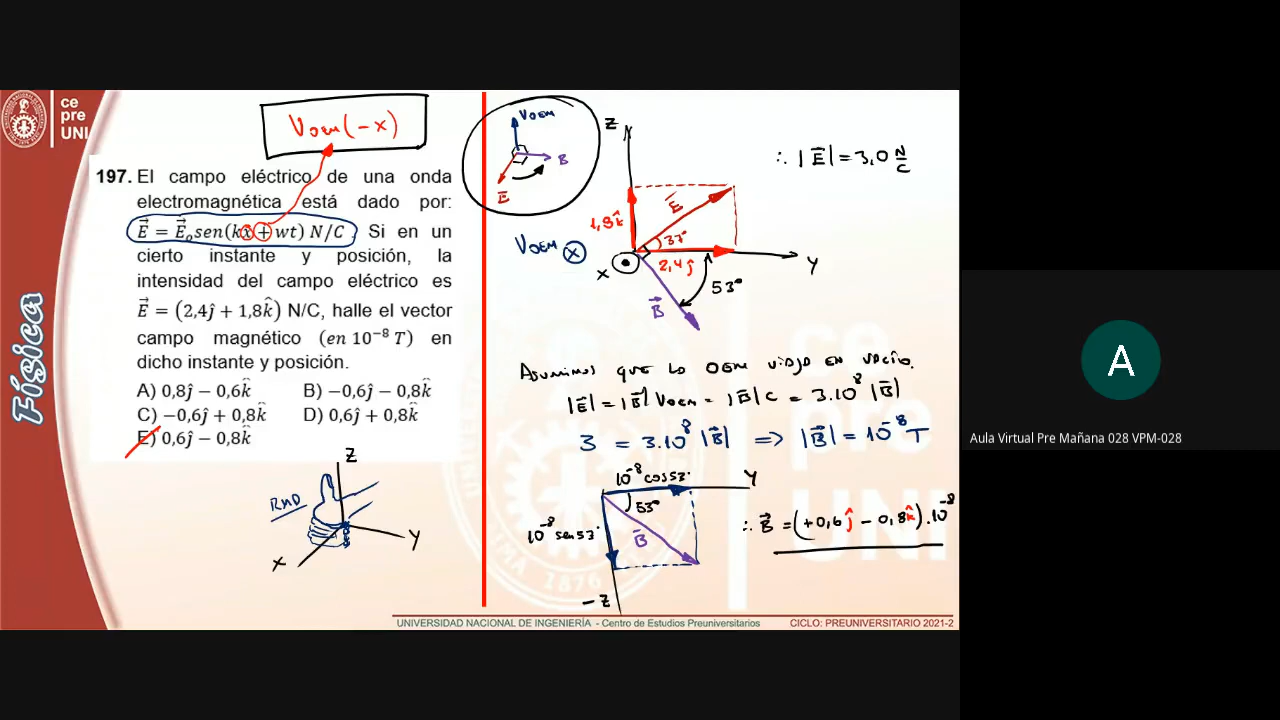 ce
pre
UNI
Física
V OEM (-x)
197. El campo eléctrico de una onda
electromagnética está dado por:
E⃗ = E⃗₀sen(kx + wt) N/C. Si en un
cierto instante y posición, la
intensidad del campo eléctrico es
E⃗ = (2,4ĵ + 1,8k̂) N/C, halle el vector
campo magnético (en 10⁻⁸ T) en
dicho instante y posición.
A) 0,8ĵ − 0,6k̂
B) −0,6ĵ − 0,8k̂
C) −0,6ĵ + 0,8k̂
D) 0,6ĵ + 0,8k̂
E) 0,6ĵ − 0,8k̂
RMD
Z
Y
X
V OEM
B
E⃗
Z
1,8k̂
E⃗
37°
2,4ĵ
Y
X
53°
B⃗
V OEM ⊗
∴ |E⃗| = 3,0 N/C
Asumimos que la OEM viaja en vacío.
|E⃗| = |B⃗| V OEM = |B⃗| C = 3.10⁸ |B⃗|
3 = 3.10⁸ |B⃗| => |B⃗| = 10⁻⁸ T
10⁻⁸ cos53°
Y
53°
10⁻⁸ sen53°
B⃗
−Z
∴ B⃗ = (+0,6ĵ − 0,8k̂).10⁻⁸
UNIVERSIDAD NACIONAL DE INGENIERÍA - Centro de Estudios Preuniversitarios
CICLO: PREUNIVERSITARIO 2021-2
A
Aula Virtual Pre Mañana 028 VPM-028